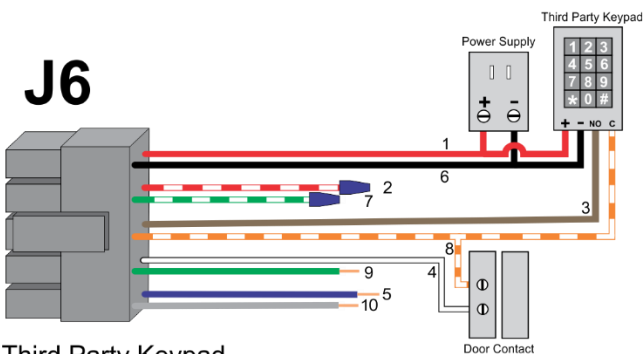 Third Party Keypad
Power Supply
J6
1 2 3
4 5 6
7 8 9
* 0 #
+ -
+ - NO C
1
6
2
7
3
8
9
4
5
10
Third Party Keypad
Door Contact